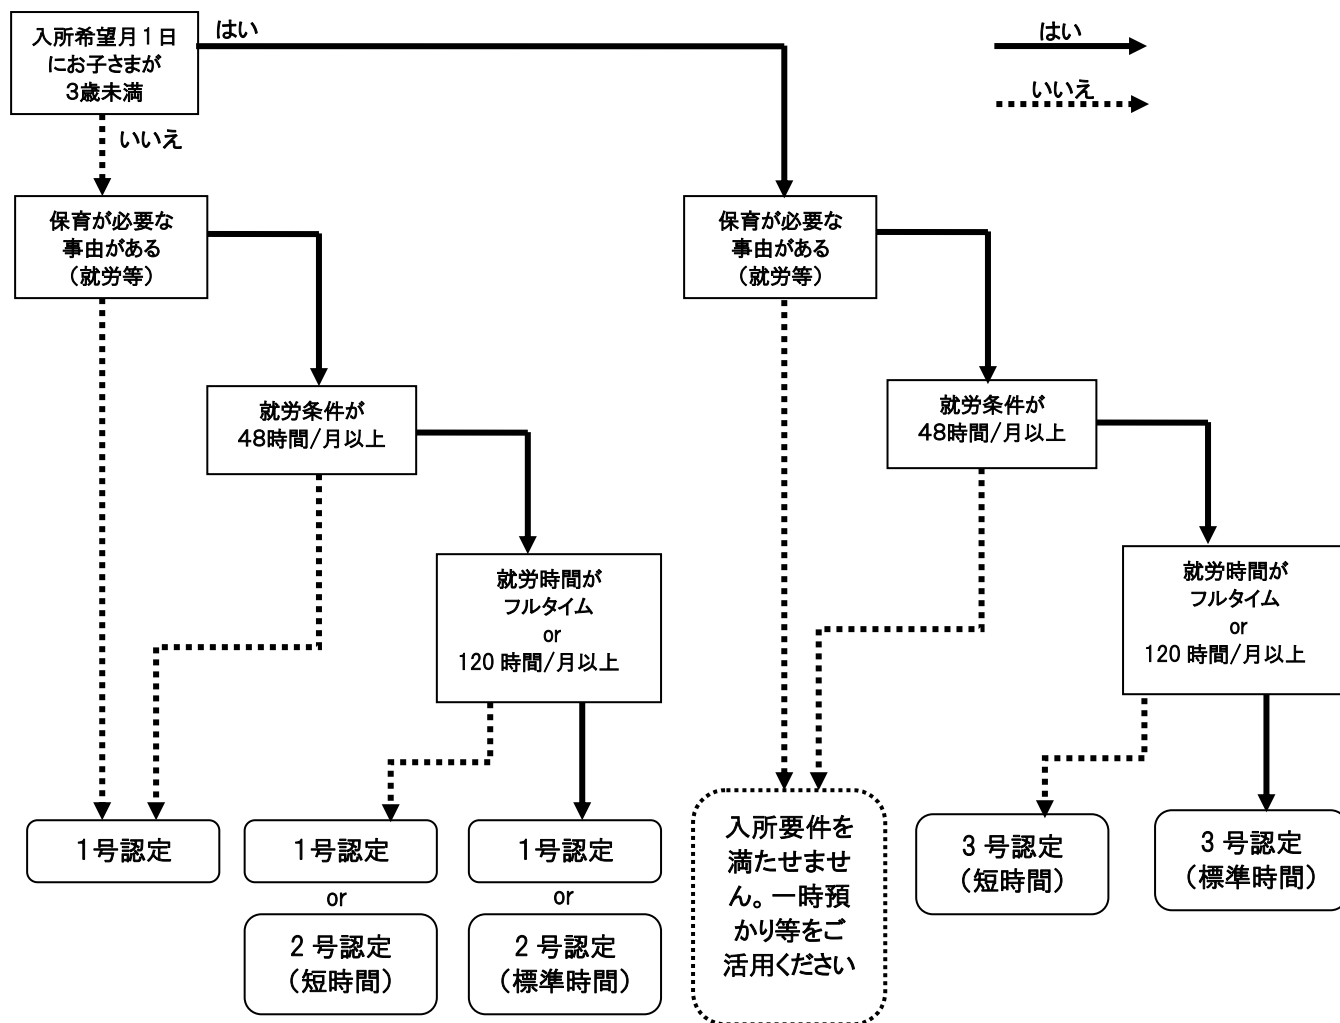 入所希望月１日
にお子さまが
３歳未満
はい
はい
いいえ
いいえ
保育が必要な
事由がある
（就労等）
保育が必要な
事由がある
（就労等）
就労条件が
48時間/月以上
就労条件が
48時間/月以上
就労時間が
フルタイム
or
120 時間/月以上
就労時間が
フルタイム
or
120 時間/月以上
１号認定
１号認定
or
２号認定
（短時間）
１号認定
or
２号認定
（標準時間）
入所要件を
満たせませ
ん。一時預
かり等をご
活用ください
３号認定
（短時間）
３号認定
（標準時間）